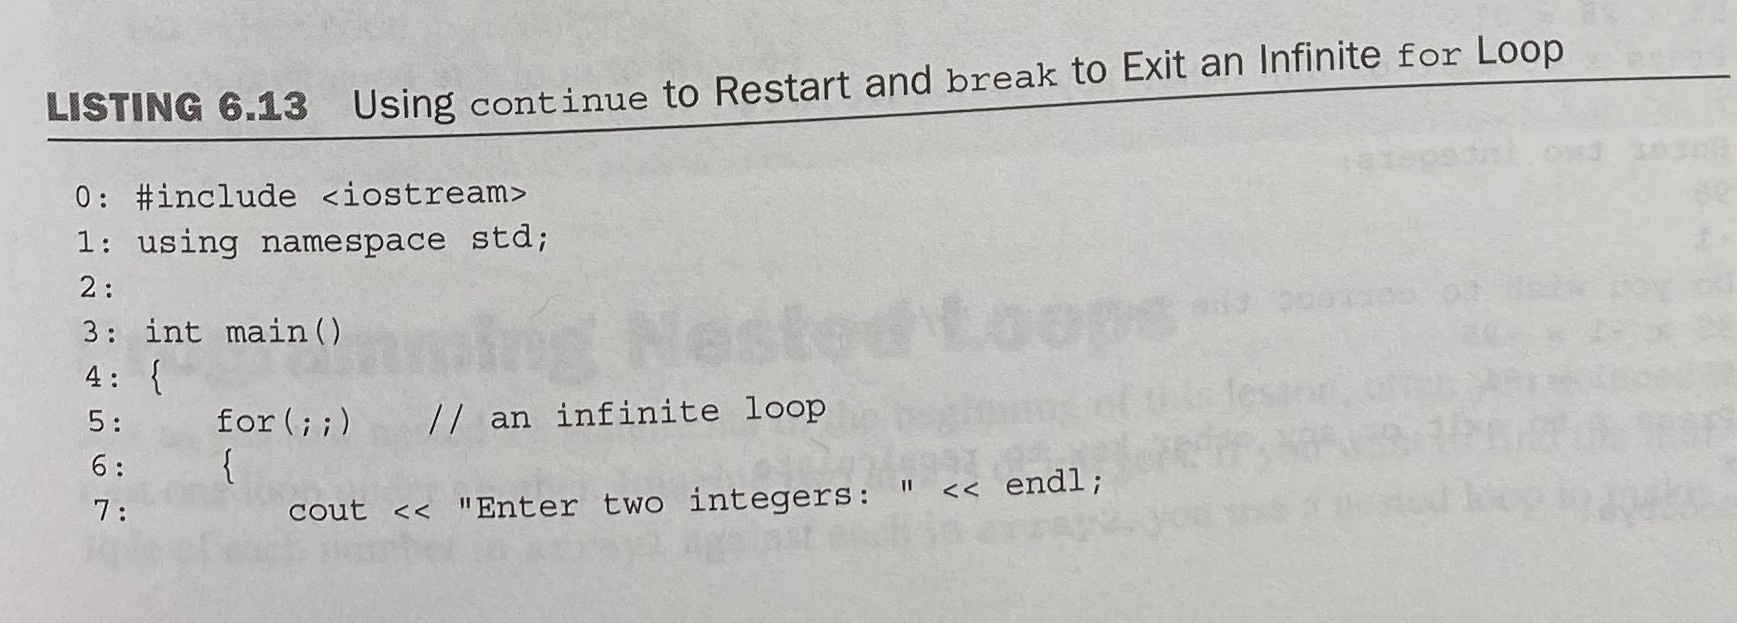 LISTING 6.13 Using continue to Restart and break to Exit an Infinite for Loop
0: #include <iostream>
1: using namespace std;
2:
3: int main()
4: {
5:     for(;;)    // an infinite loop
6:     {
7:         cout << "Enter two integers: " << endl;